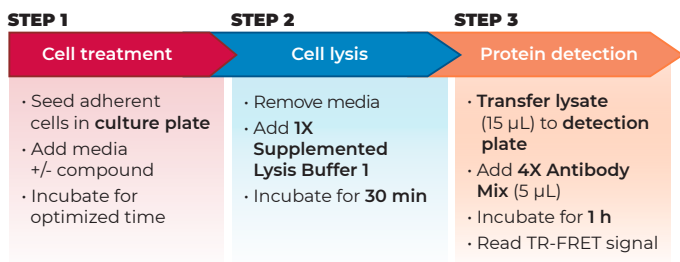 STEP 1
Cell treatment
· Seed adherent
cells in culture plate
· Add media
+/- compound
· Incubate for
optimized time
STEP 2
Cell lysis
· Remove media
· Add 1X
Supplemented
Lysis Buffer 1
· Incubate for 30 min
STEP 3
Protein detection
· Transfer lysate
(15 µL) to detection
plate
· Add 4X Antibody
Mix (5 µL)
· Incubate for 1 h
· Read TR-FRET signal